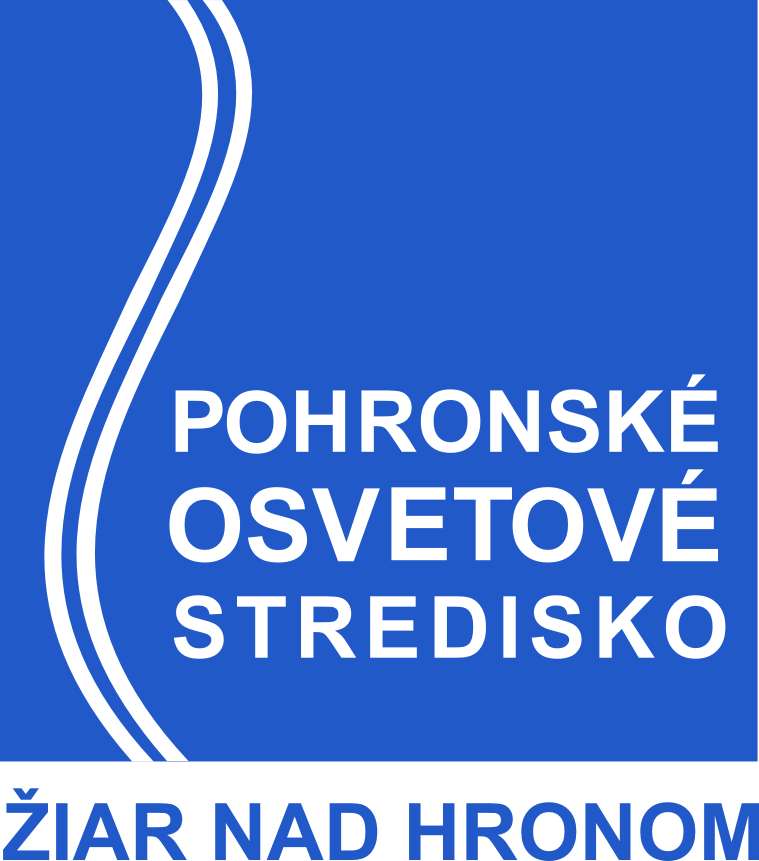 POHRONSKÉ
OSVETOVÉ
STREDISKO
ŽIAR NAD HRONOM